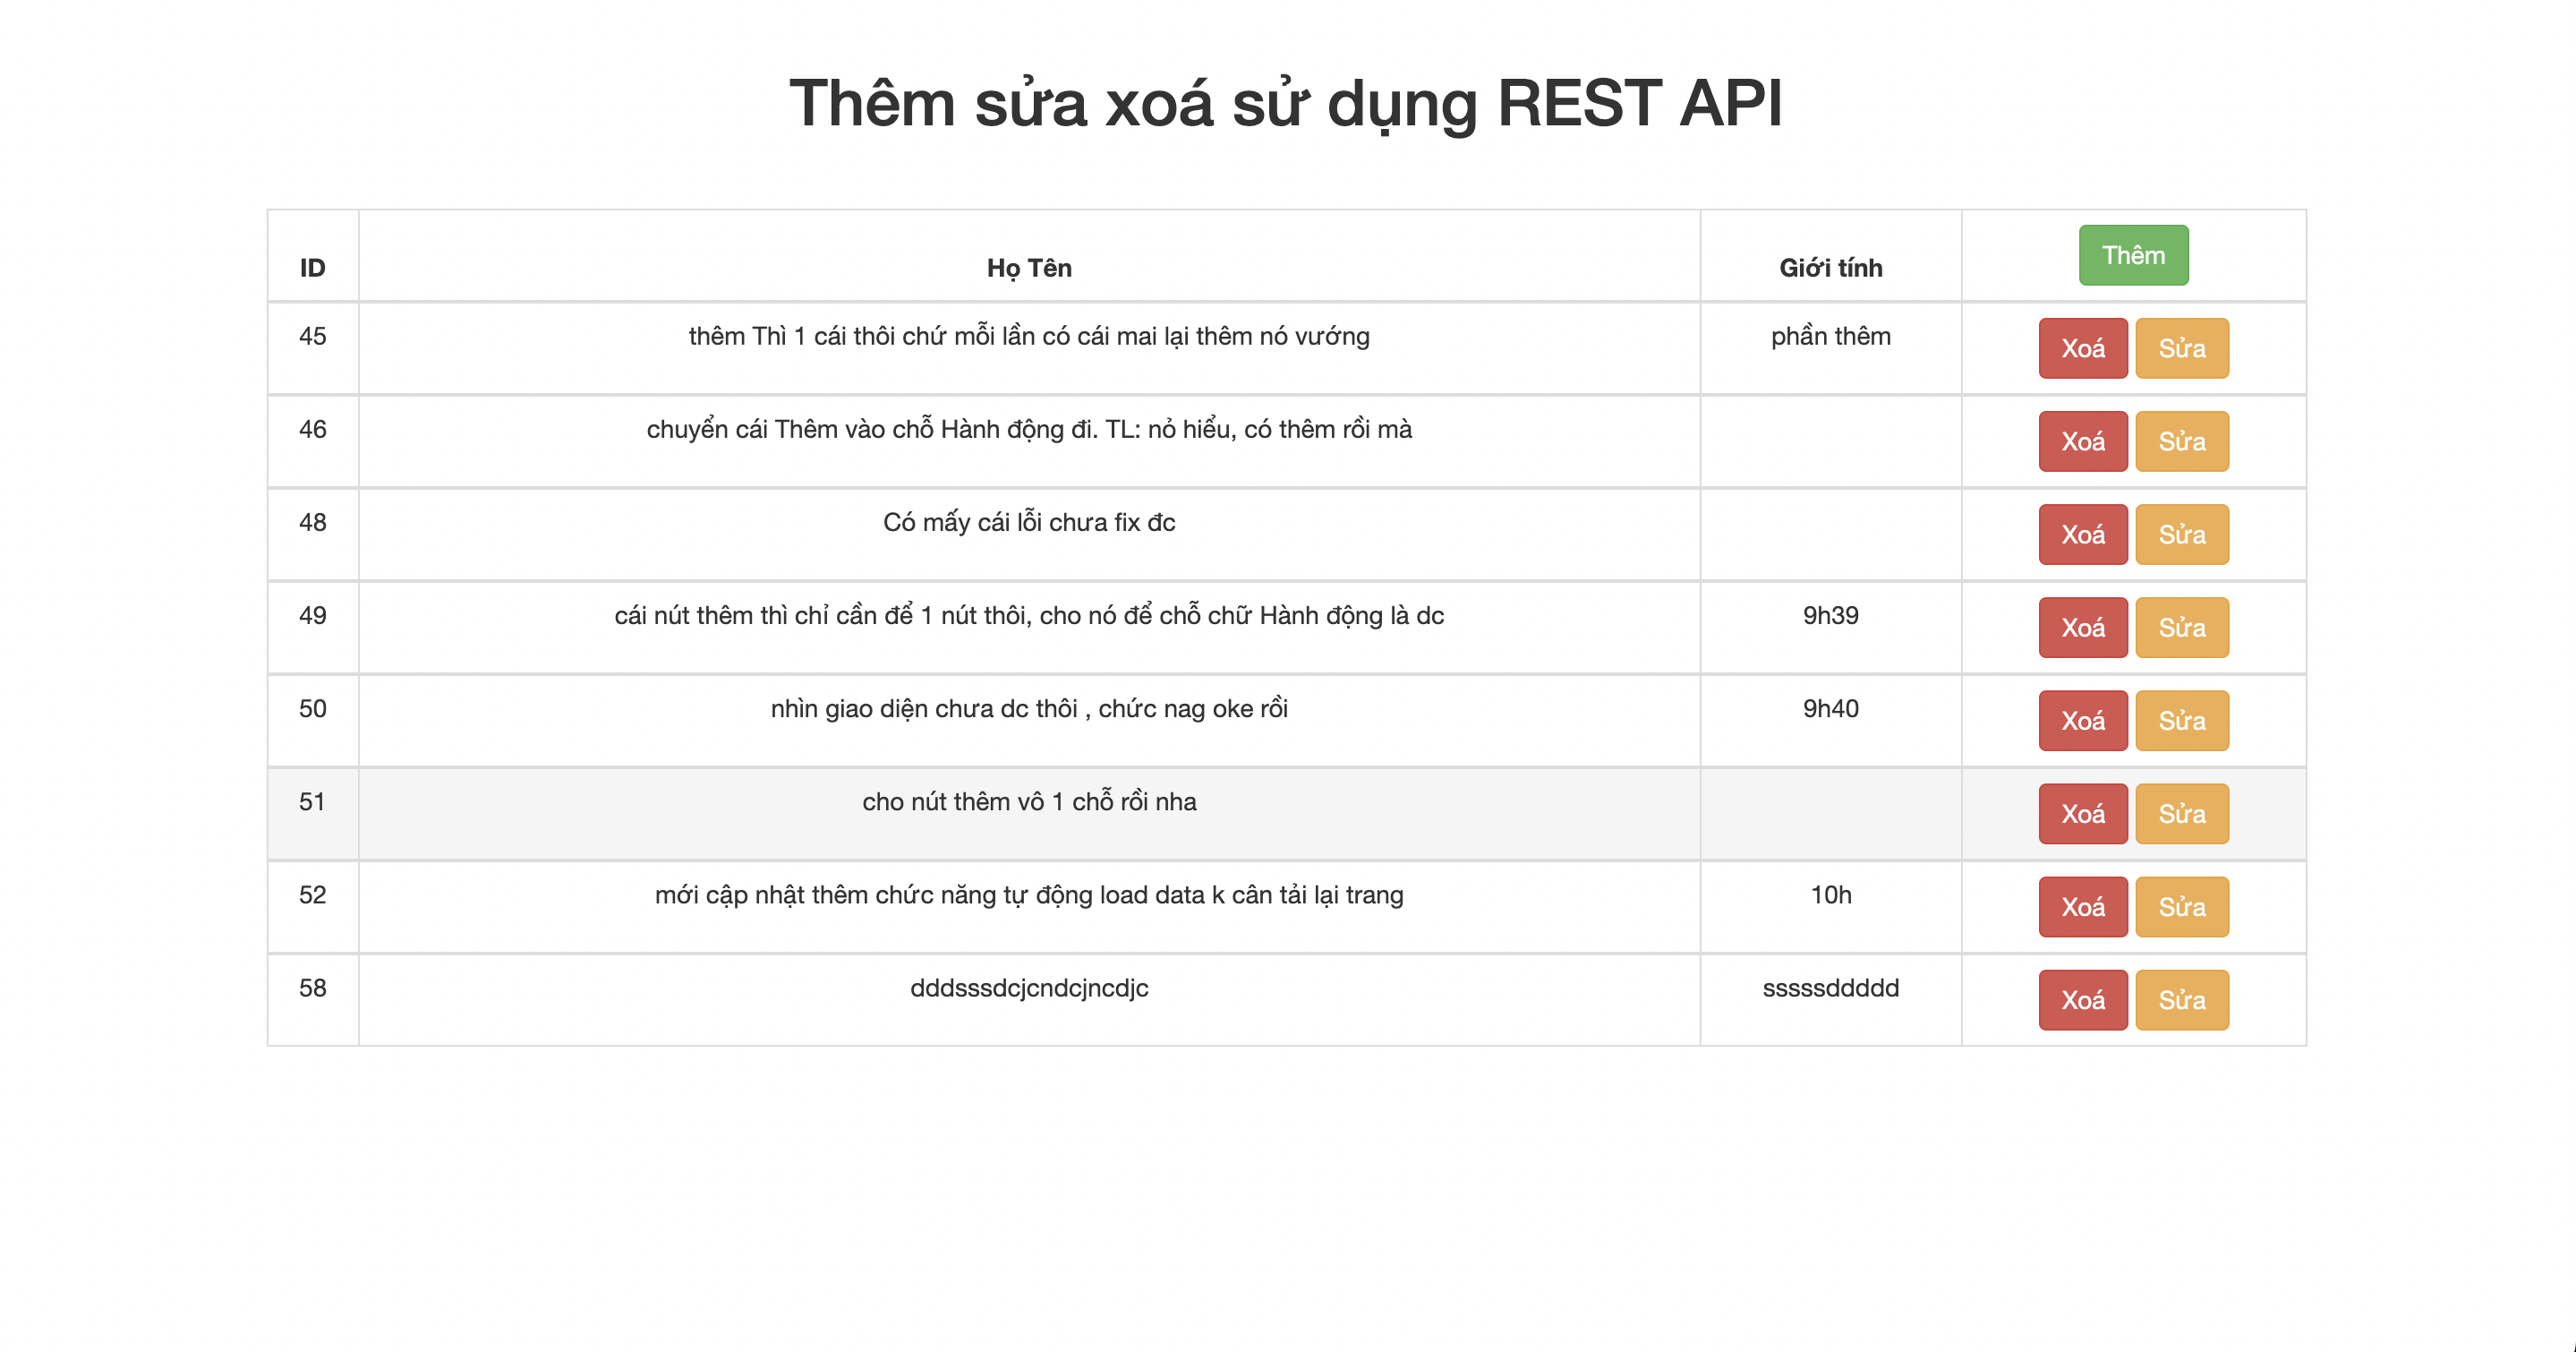 Thêm sửa xoá sử dụng REST API
ID Họ Tên Giới tính Thêm
45 thêm Thì 1 cái thôi chứ mỗi lần có cái mai lại thêm nó vướng phần thêm Xoá Sửa
46 chuyển cái Thêm vào chỗ Hành động đi. TL: nỏ hiểu, có thêm rồi mà Xoá Sửa
48 Có mấy cái lỗi chưa fix đc Xoá Sửa
49 cái nút thêm thì chỉ cần để 1 nút thôi, cho nó để chỗ chữ Hành động là dc 9h39 Xoá Sửa
50 nhìn giao diện chưa dc thôi , chức nag oke rồi 9h40 Xoá Sửa
51 cho nút thêm vô 1 chỗ rồi nha Xoá Sửa
52 mới cập nhật thêm chức năng tự động load data k cân tải lại trang 10h Xoá Sửa
58 dddsssdcjcndcjncdjc sssssddddd Xoá Sửa